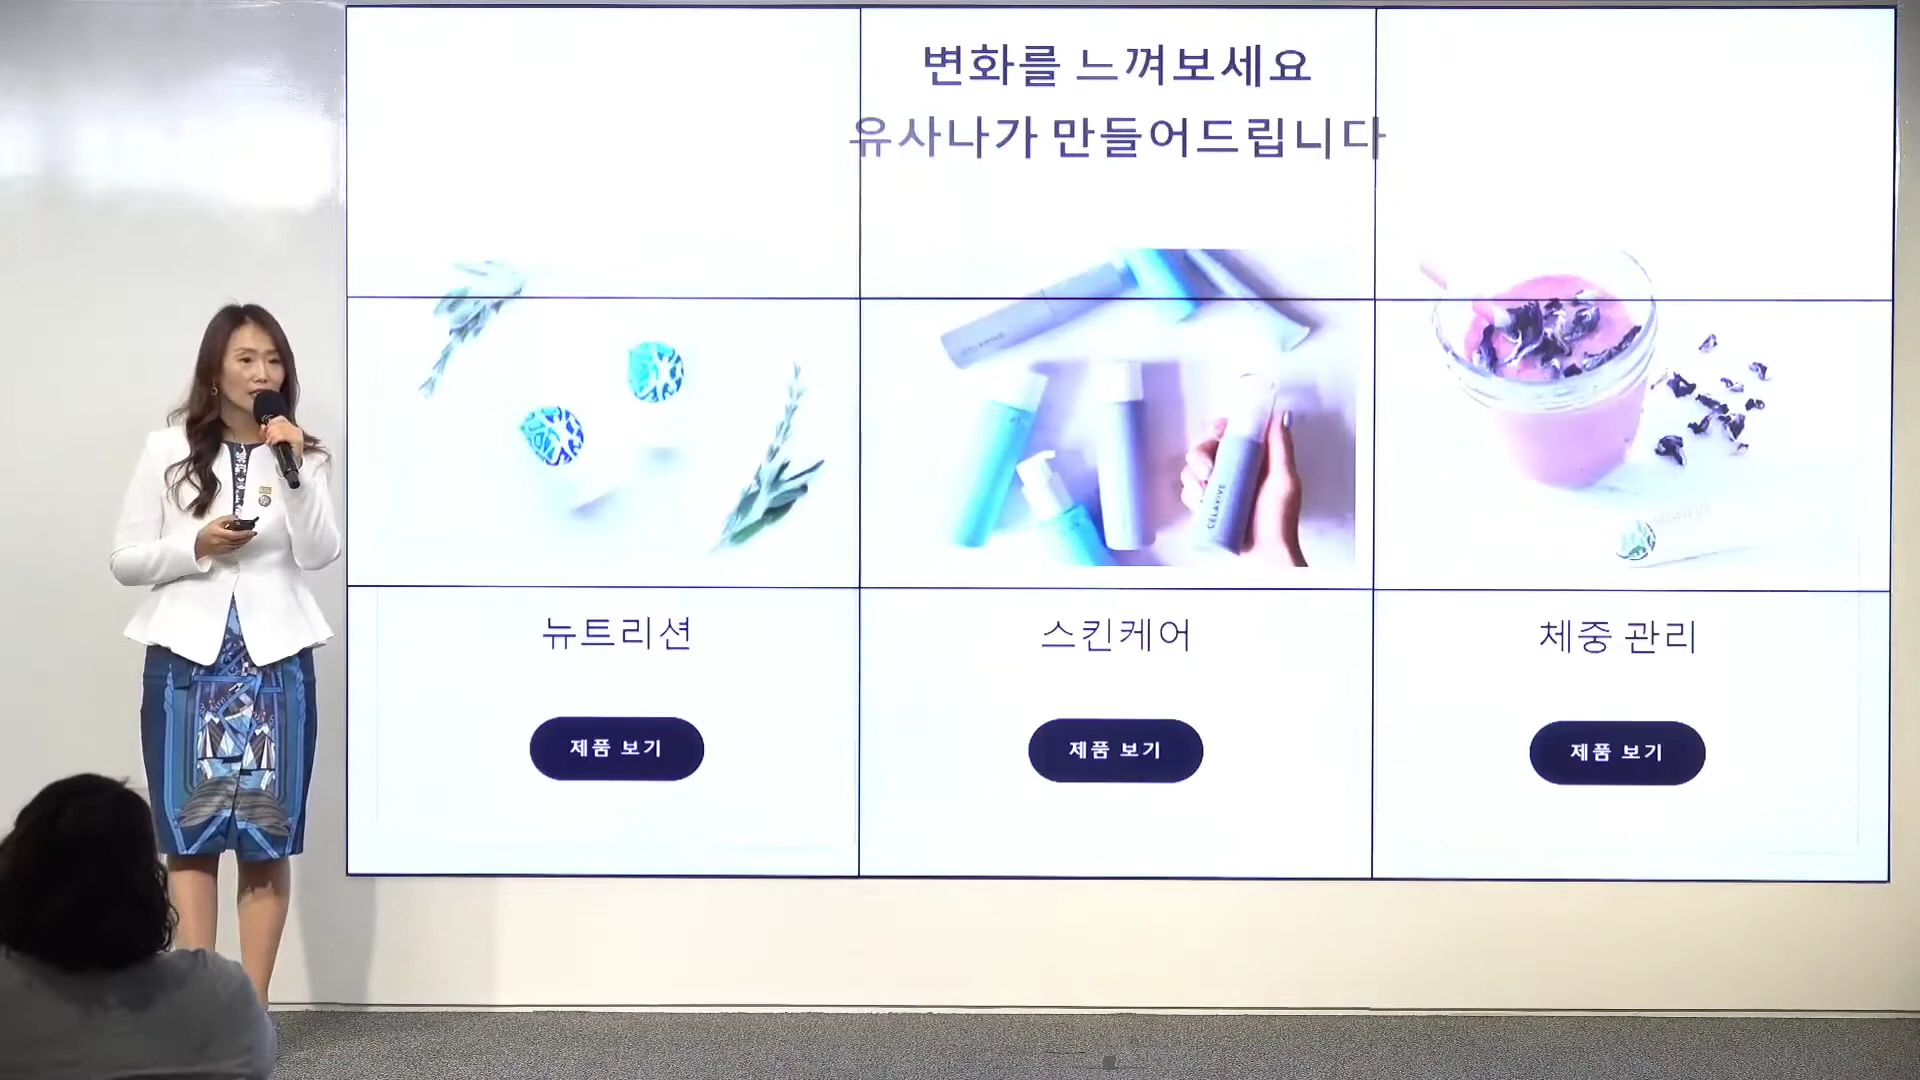 변화를 느껴보세요
유사나가 만들어드립니다
CELAVIVE
뉴트리션
스킨케어
체중 관리
제품 보기
제품 보기
제품 보기